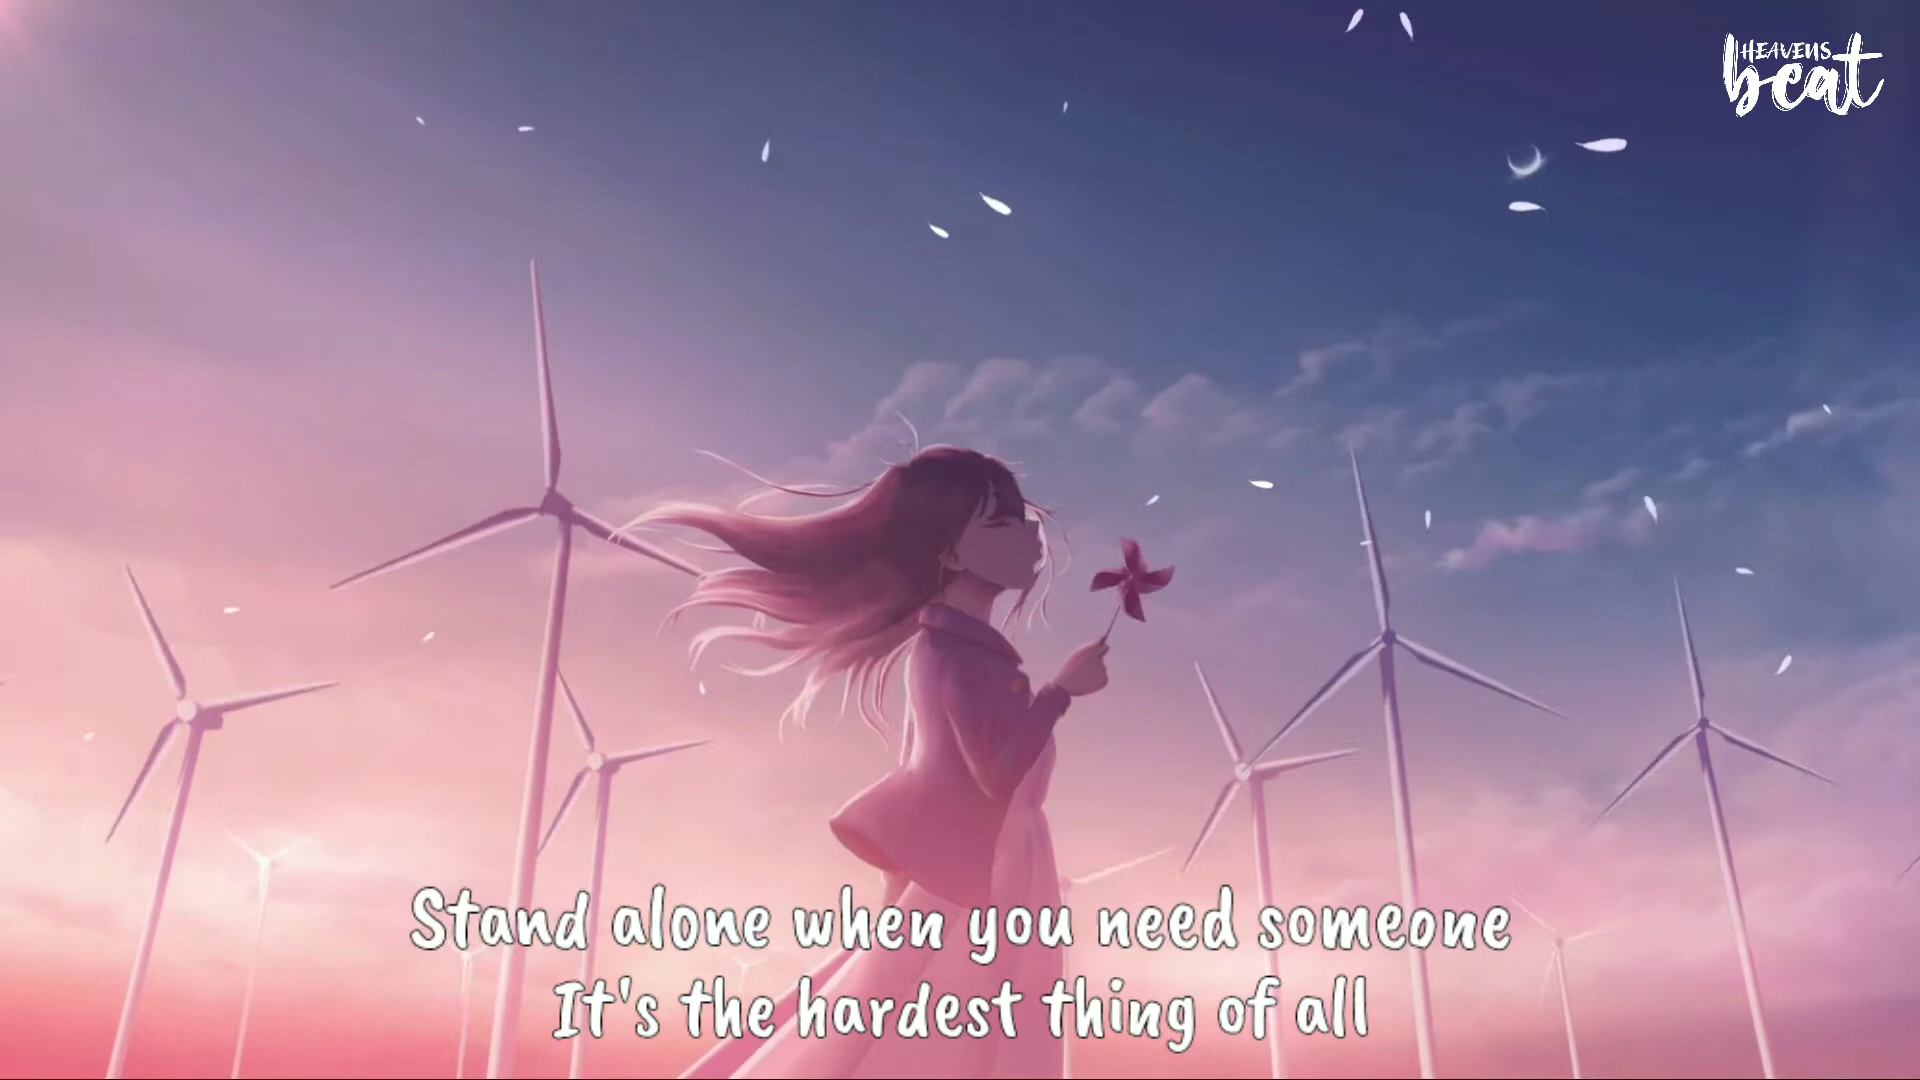 HEAVENS
beat
Stand alone when you need someone
It's the hardest thing of all